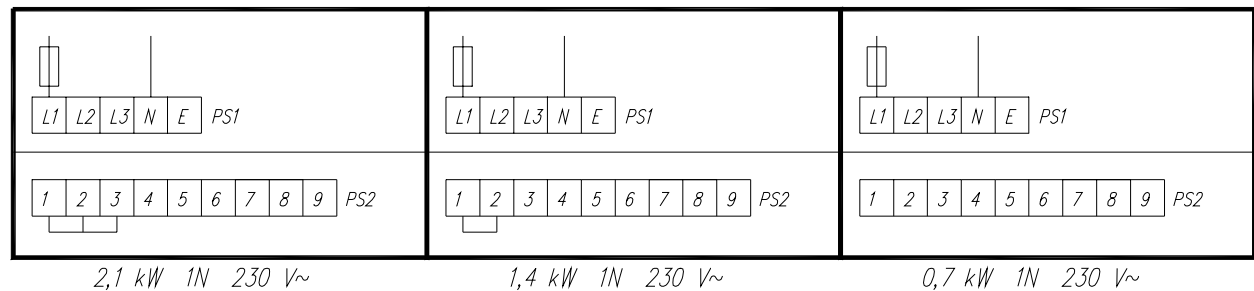 L1 L2 L3 N E PS1
1 2 3 4 5 6 7 8 9 PS2
2,1 kW 1N 230 V~
L1 L2 L3 N E PS1
1 2 3 4 5 6 7 8 9 PS2
1,4 kW 1N 230 V~
L1 L2 L3 N E PS1
1 2 3 4 5 6 7 8 9 PS2
0,7 kW 1N 230 V~